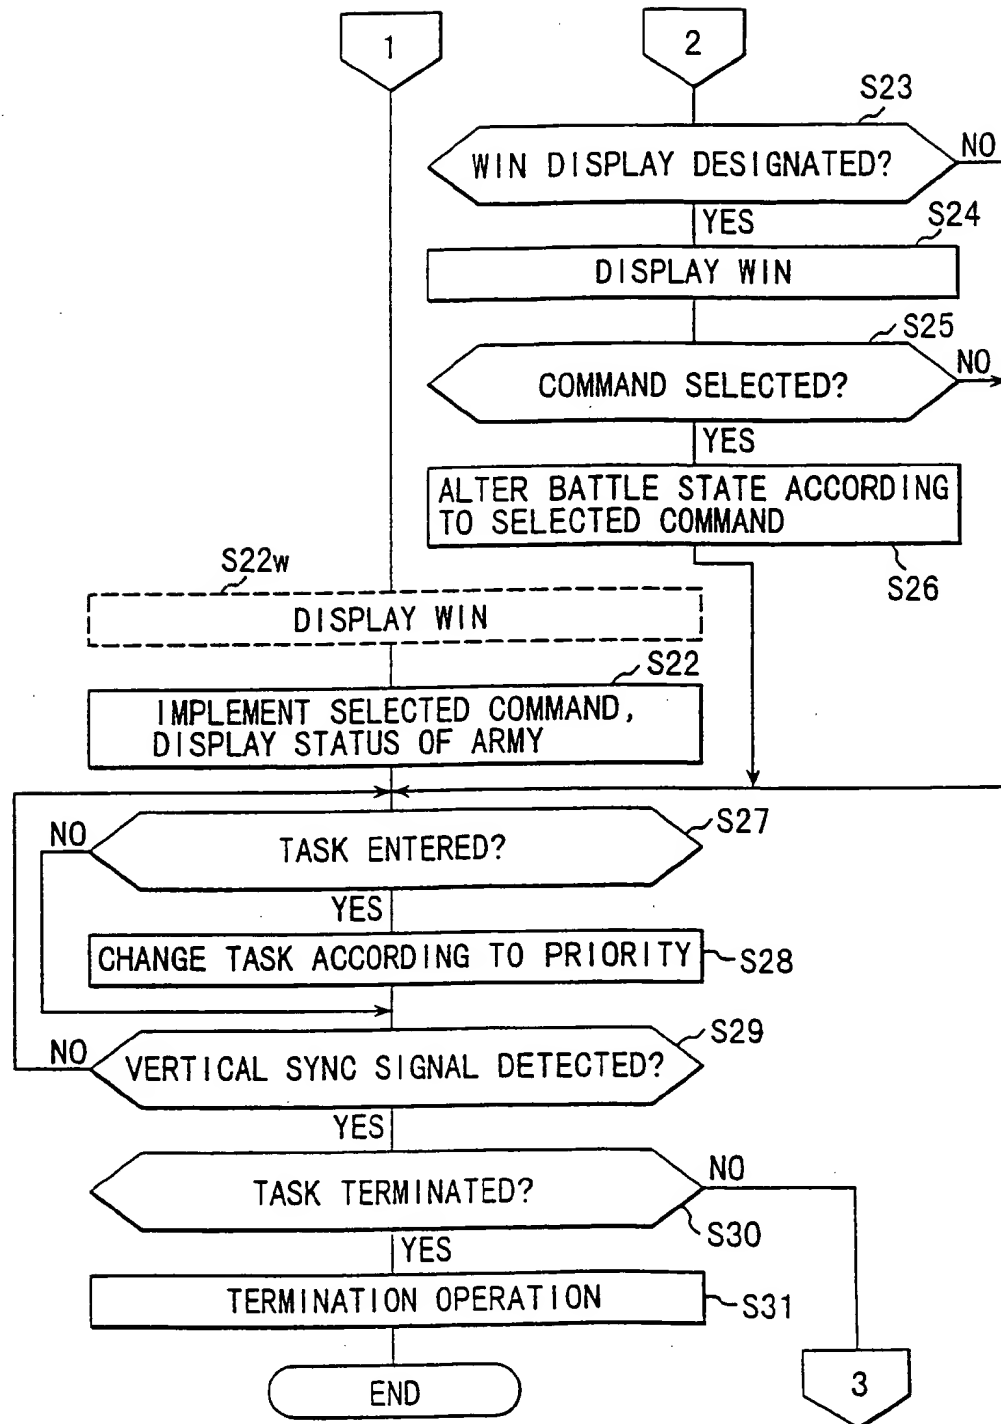 1
2
S23
WIN DISPLAY DESIGNATED?
NO
YES
S24
DISPLAY WIN
S25
COMMAND SELECTED?
NO
YES
ALTER BATTLE STATE ACCORDING
TO SELECTED COMMAND
S26
S22w
DISPLAY WIN
S22
IMPLEMENT SELECTED COMMAND,
DISPLAY STATUS OF ARMY
S27
NO
TASK ENTERED?
YES
CHANGE TASK ACCORDING TO PRIORITY
S28
S29
NO
VERTICAL SYNC SIGNAL DETECTED?
YES
TASK TERMINATED?
NO
S30
YES
TERMINATION OPERATION
S31
END
3